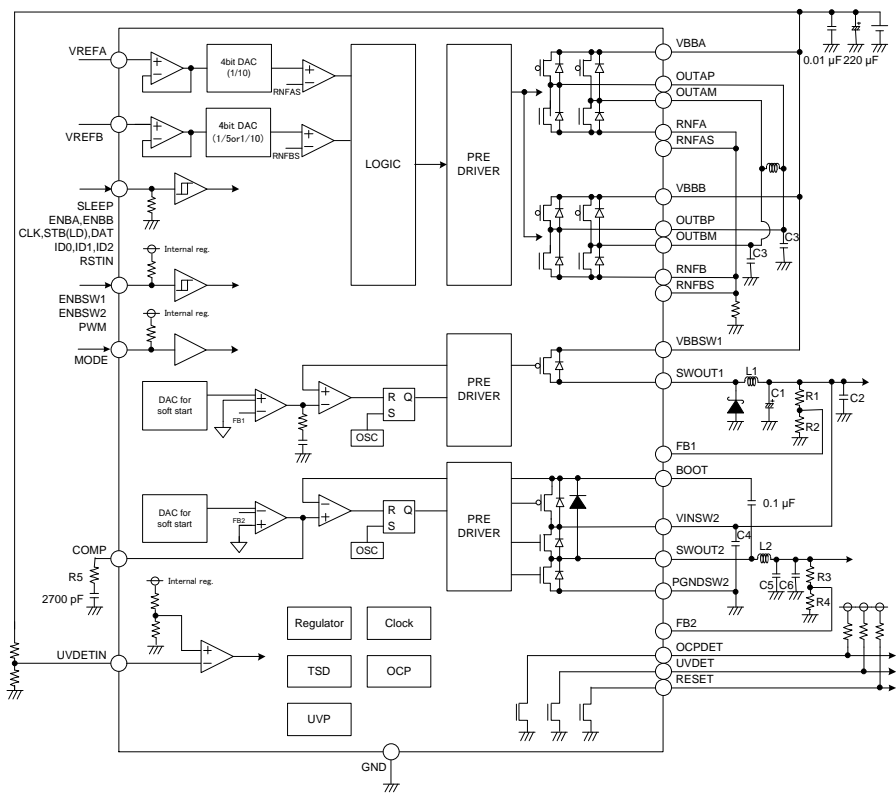 VREFA
4bit DAC
(1/10)
RNFAS
VREFB
4bit DAC
(1/5or1/10)
RNFBS
LOGIC
PRE
DRIVER
SLEEP
ENBA,ENBB
CLK,STB(LD),DAT
ID0,ID1,ID2
RSTIN
Internal reg.
ENBSW1
ENBSW2
PWM
Internal reg.
MODE
VBBA
OUTAP
OUTAM
RNFA
RNFAS
VBBB
OUTBP
OUTBM
RNFB
RNFBS
0.01 µF
220 µF
C3
C3
DAC for
soft start
FB1
R Q
S
OSC
PRE
DRIVER
VBBSW1
SWOUT1
L1
C1
R1
R2
C2
FB1
DAC for
soft start
FB2
R Q
S
OSC
PRE
DRIVER
BOOT
0.1 µF
VINSW2
C4
SWOUT2
L2
PGNDSW2
C5
C6
R3
R4
FB2
COMP
R5
2700 pF
Internal reg.
UVDETIN
Regulator
Clock
TSD
OCP
UVP
OCPDET
UVDET
RESET
GND